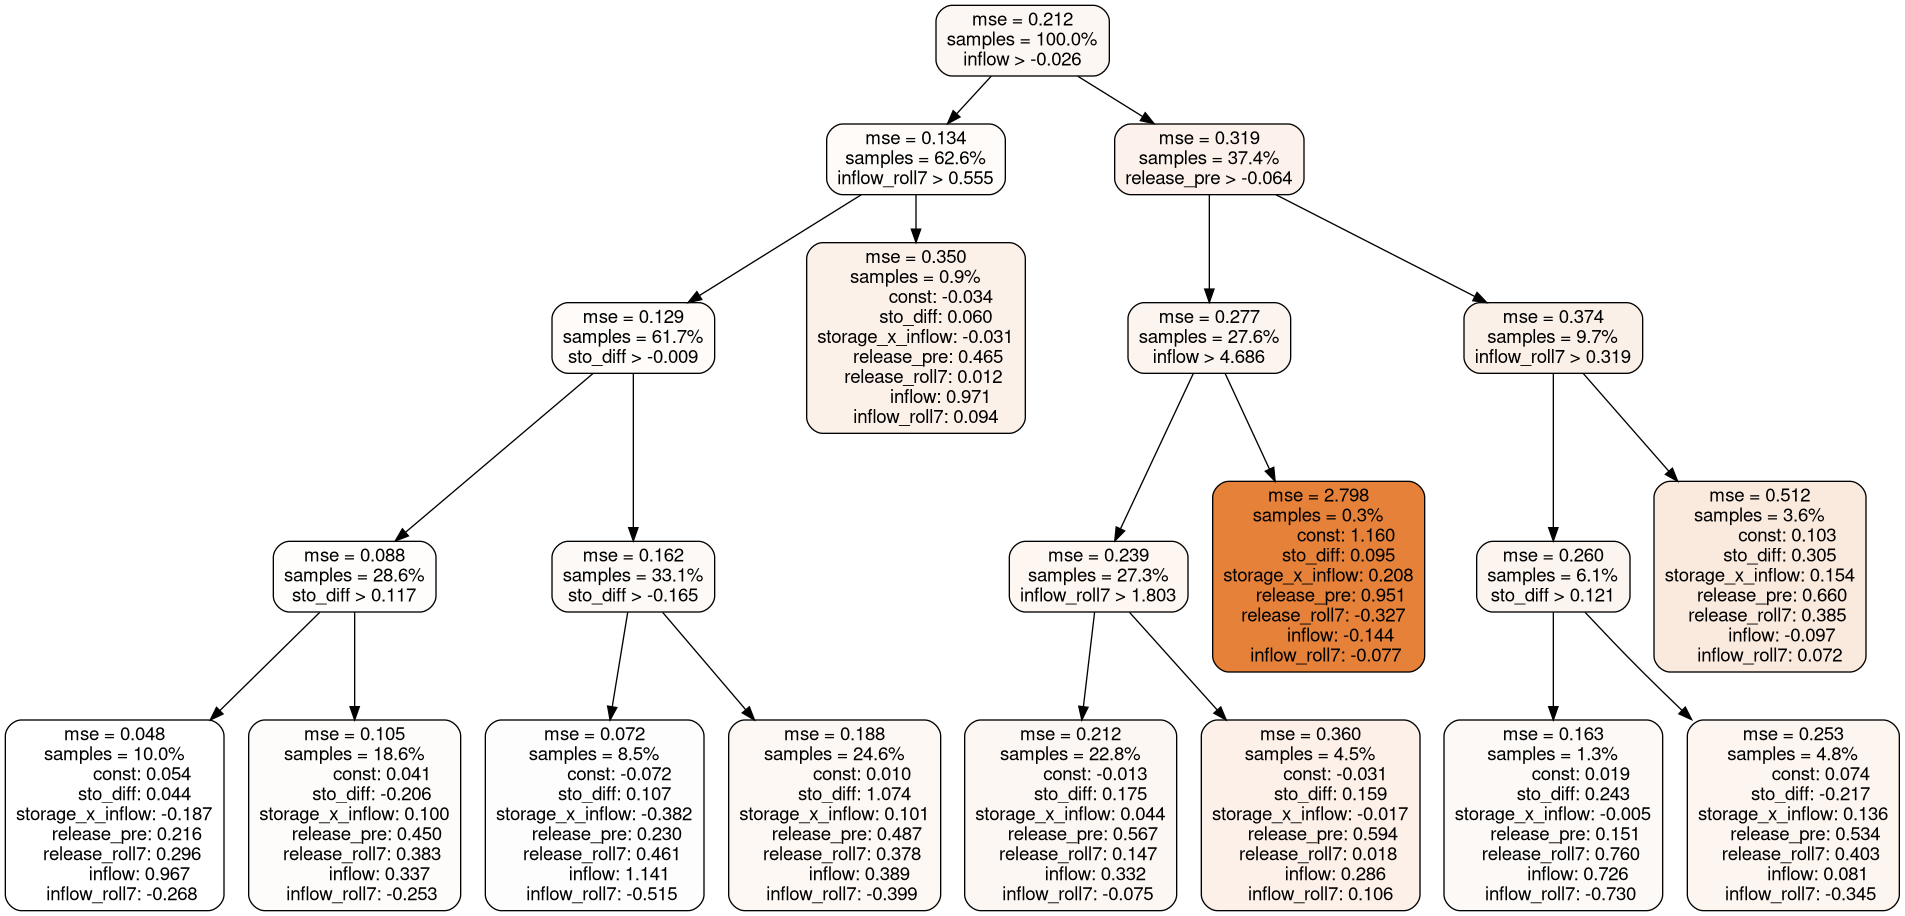 mse = 0.212
samples = 100.0%
inflow > -0.026
mse = 0.134
samples = 62.6%
inflow_roll7 > 0.555
mse = 0.319
samples = 37.4%
release_pre > -0.064
mse = 0.129
samples = 61.7%
sto_diff > -0.009
mse = 0.350
samples = 0.9%
const: -0.034
sto_diff: 0.060
storage_x_inflow: -0.031
release_pre: 0.465
release_roll7: 0.012
inflow: 0.971
inflow_roll7: 0.094
mse = 0.277
samples = 27.6%
inflow > 4.686
mse = 0.374
samples = 9.7%
inflow_roll7 > 0.319
mse = 0.088
samples = 28.6%
sto_diff > 0.117
mse = 0.162
samples = 33.1%
sto_diff > -0.165
mse = 0.239
samples = 27.3%
inflow_roll7 > 1.803
mse = 2.798
samples = 0.3%
const: 1.160
sto_diff: 0.095
storage_x_inflow: 0.208
release_pre: 0.951
release_roll7: -0.327
inflow: -0.144
inflow_roll7: -0.077
mse = 0.260
samples = 6.1%
sto_diff > 0.121
mse = 0.512
samples = 3.6%
const: 0.103
sto_diff: 0.305
storage_x_inflow: 0.154
release_pre: 0.660
release_roll7: 0.385
inflow: -0.097
inflow_roll7: 0.072
mse = 0.048
samples = 10.0%
const: 0.054
sto_diff: 0.044
storage_x_inflow: -0.187
release_pre: 0.216
release_roll7: 0.296
inflow: 0.967
inflow_roll7: -0.268
mse = 0.105
samples = 18.6%
const: 0.041
sto_diff: -0.206
storage_x_inflow: 0.100
release_pre: 0.450
release_roll7: 0.383
inflow: 0.337
inflow_roll7: -0.253
mse = 0.072
samples = 8.5%
const: -0.072
sto_diff: 0.107
storage_x_inflow: -0.382
release_pre: 0.230
release_roll7: 0.461
inflow: 1.141
inflow_roll7: -0.515
mse = 0.188
samples = 24.6%
const: 0.010
sto_diff: 1.074
storage_x_inflow: 0.101
release_pre: 0.487
release_roll7: 0.378
inflow: 0.389
inflow_roll7: -0.399
mse = 0.212
samples = 22.8%
const: -0.013
sto_diff: 0.175
storage_x_inflow: 0.044
release_pre: 0.567
release_roll7: 0.147
inflow: 0.332
inflow_roll7: -0.075
mse = 0.360
samples = 4.5%
const: -0.031
sto_diff: 0.159
storage_x_inflow: -0.017
release_pre: 0.594
release_roll7: 0.018
inflow: 0.286
inflow_roll7: 0.106
mse = 0.163
samples = 1.3%
const: 0.019
sto_diff: 0.243
storage_x_inflow: -0.005
release_pre: 0.151
release_roll7: 0.760
inflow: 0.726
inflow_roll7: -0.730
mse = 0.253
samples = 4.8%
const: 0.074
sto_diff: -0.217
storage_x_inflow: 0.136
release_pre: 0.534
release_roll7: 0.403
inflow: 0.081
inflow_roll7: -0.345